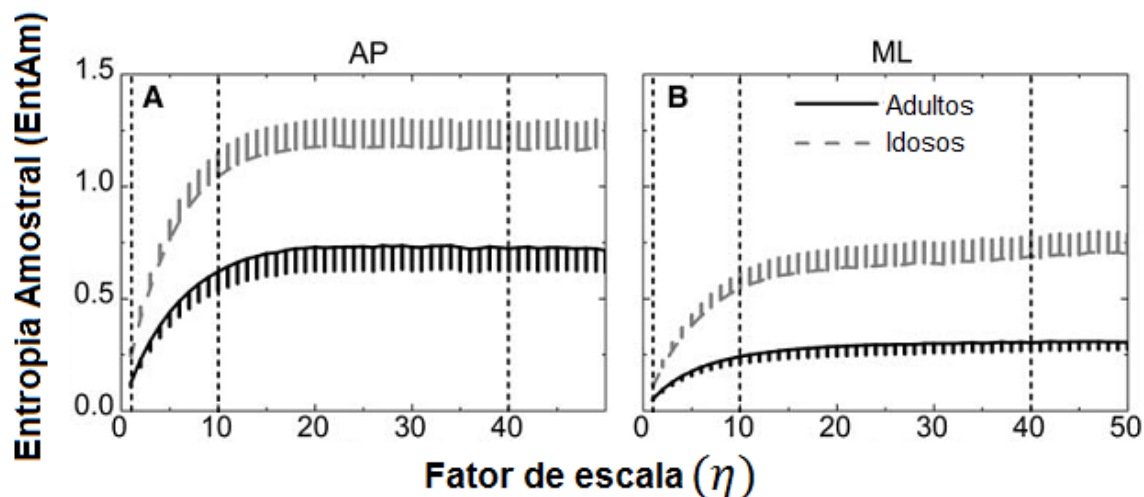 AP
ML
Entropia Amostral (EntAm)
1.5
1.0
0.5
0.0
A
B
Adultos
Idosos
0 10 20 30 40
0 10 20 30 40 50
Fator de escala (η)